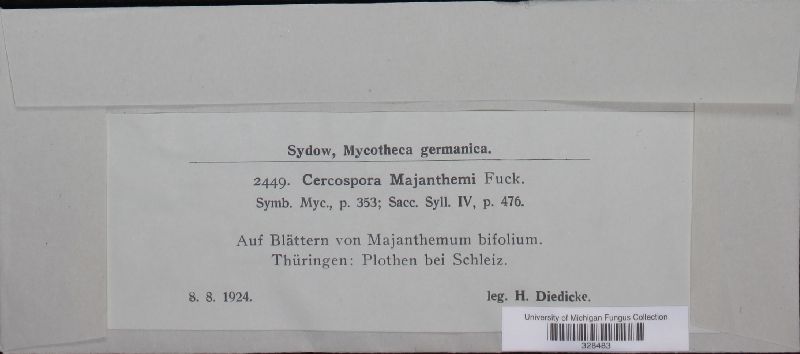 Sydow, Mycotheca germanica.
2449. Cercospora Majanthemi Fuck.
Symb. Myc., p. 353; Sacc. Syll. IV, p. 476.
Auf Blättern von Majanthemum bifolium.
Thüringen: Plothen bei Schleiz.
8. 8. 1924. leg. H. Diedicke.
University of Michigan Fungus Collection
328483